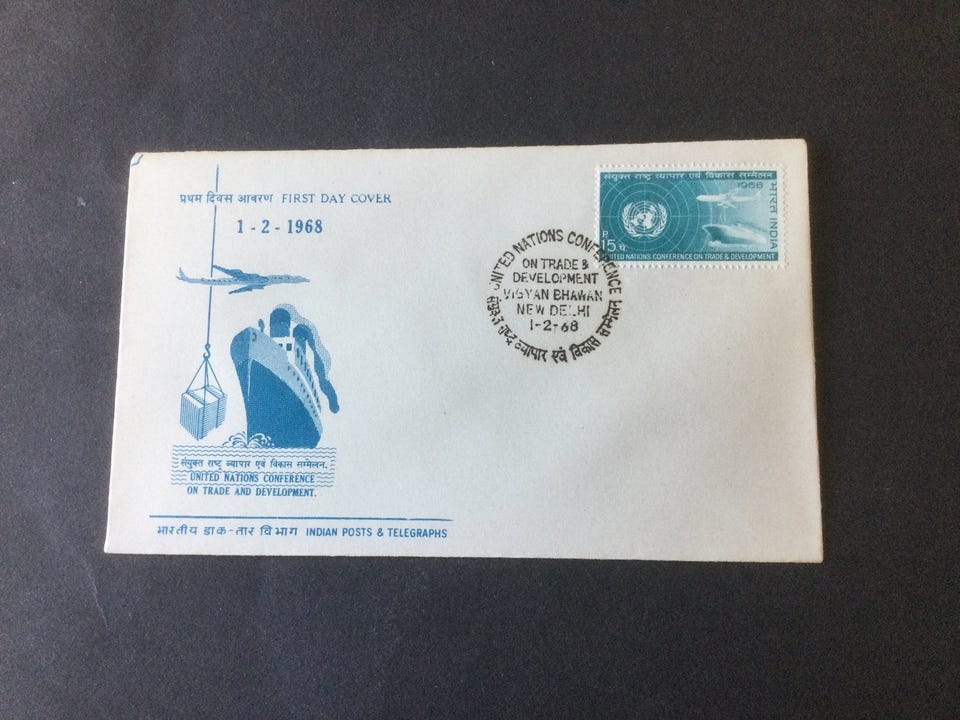 प्रथम दिवस आवरण FIRST DAY COVER
1-2-1968
संयुक्त राष्ट्र व्यापार एवं विकास सम्मेलन.
UNITED NATIONS CONFERENCE
ON TRADE AND DEVELOPMENT.
भारतीय डाक-तार विभाग INDIAN POSTS & TELEGRAPHS
UNITED NATIONS CONFERENCE
ON TRADE &
DEVELOPMENT
VIGYAN BHAWAN
NEW DELHI
1-2-68
संयुक्त राष्ट्र व्यापार एवं विकास सम्मेलन
संयुक्त राष्ट्र व्यापार एवं विकास सम्मेलन
1968
भारत INDIA
P.
15 पै.
UNITED NATIONS CONFERENCE ON TRADE & DEVELOPMENT